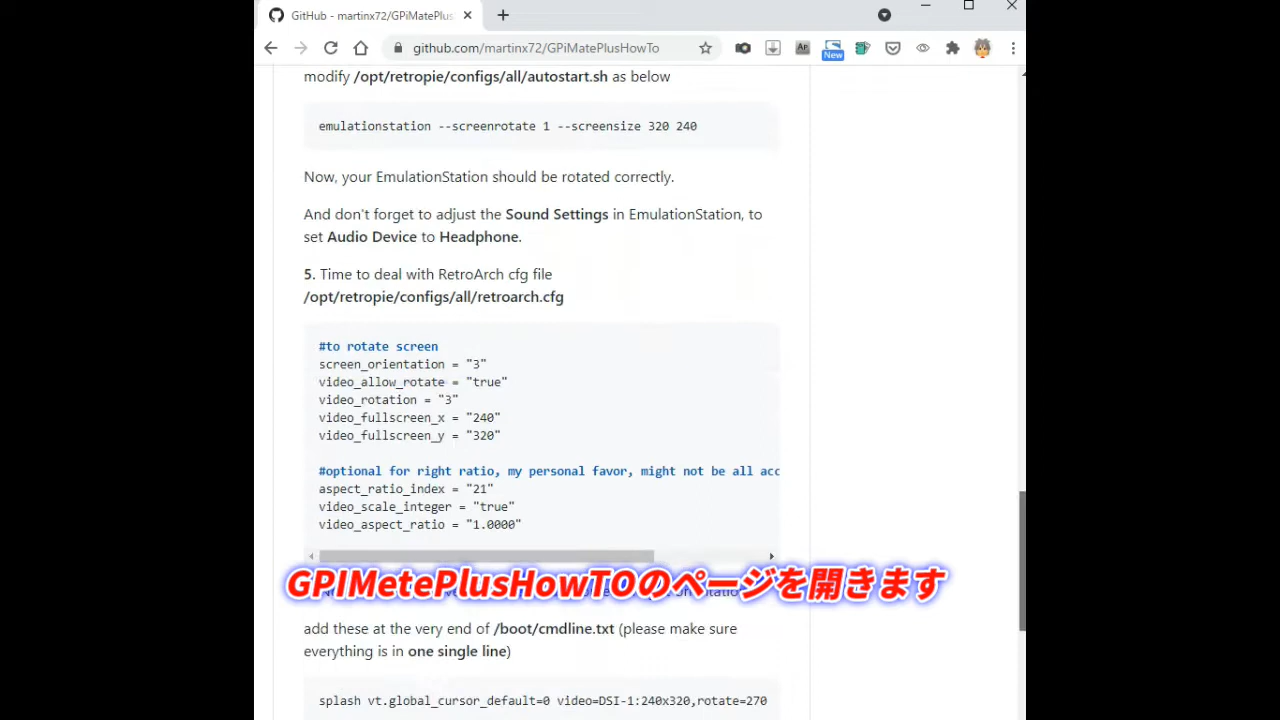 GitHub - martinx72/GPiMatePlus
github.com/martinx72/GPiMatePlusHowTo
AP
New
modify /opt/retropie/configs/all/autostart.sh as below
emulationstation --screenrotate 1 --screensize 320 240
Now, your EmulationStation should be rotated correctly.
And don't forget to adjust the Sound Settings in EmulationStation, to
set Audio Device to Headphone.
5. Time to deal with RetroArch cfg file
/opt/retropie/configs/all/retroarch.cfg
#to rotate screen
screen_orientation = "3"
video_allow_rotate = "true"
video_rotation = "3"
video_fullscreen_x = "240"
video_fullscreen_y = "320"
#optional for right ratio, my personal favor, might not be all acc
aspect_ratio_index = "21"
video_scale_integer = "true"
video_aspect_ratio = "1.0000"
GPIMetePlusHowTOのページを開きます
add these at the very end of /boot/cmdline.txt (please make sure
everything is in one single line)
splash vt.global_cursor_default=0 video=DSI-1:240x320,rotate=270